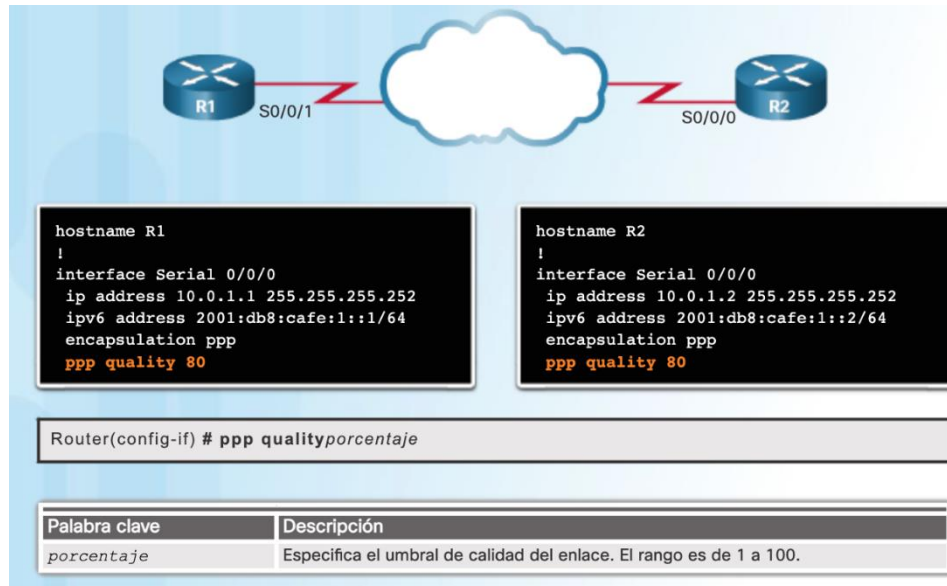 R1
S0/0/1
S0/0/0
R2
hostname R1
!
interface Serial 0/0/0
ip address 10.0.1.1 255.255.255.252
ipv6 address 2001:db8:cafe:1::1/64
encapsulation ppp
ppp quality 80
hostname R2
!
interface Serial 0/0/0
ip address 10.0.1.2 255.255.255.252
ipv6 address 2001:db8:cafe:1::2/64
encapsulation ppp
ppp quality 80
Router(config-if) # ppp qualityporcentaje
Palabra clave Descripción
porcentaje Especifica el umbral de calidad del enlace. El rango es de 1 a 100.